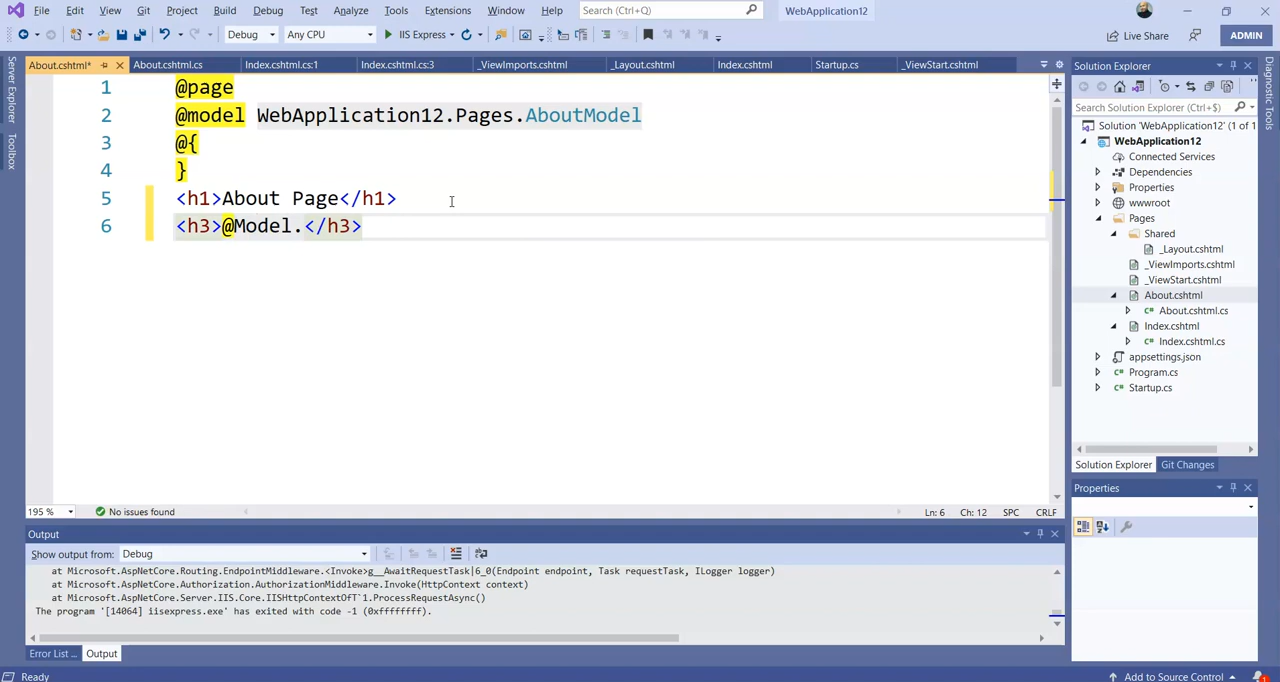 File Edit View Git Project Build Debug Test Analyze Tools Extensions Window Help Search (Ctrl+Q) WebApplication12
Debug Any CPU IIS Express Live Share ADMIN
About.cshtml* About.cshtml.cs Index.cshtml.cs:1 Index.cshtml.cs:3 _ViewImports.cshtml _Layout.cshtml Index.cshtml Startup.cs _ViewStart.cshtml
Server Explorer
Toolbox
1 @page
2 @model WebApplication12.Pages.AboutModel
3 @{
4 }
5 <h1>About Page</h1>
6 <h3>@Model.</h3>
195 % No issues found Ln: 6 Ch: 12 SPC CRLF
Output
Show output from: Debug
at Microsoft.AspNetCore.Routing.EndpointMiddleware.<Invoke>g__AwaitRequestTask|6_0(Endpoint endpoint, Task requestTask, ILogger logger)
at Microsoft.AspNetCore.Authorization.AuthorizationMiddleware.Invoke(HttpContext context)
at Microsoft.AspNetCore.Server.IIS.Core.IISHttpContextOfT`1.ProcessRequestAsync()
The program '[14064] iisexpress.exe' has exited with code -1 (0xffffffff).
Error List ... Output
Solution Explorer
Search Solution Explorer (Ctrl+$)
Solution 'WebApplication12' (1 of 1
WebApplication12
Connected Services
Dependencies
Properties
wwwroot
Pages
Shared
_Layout.cshtml
_ViewImports.cshtml
_ViewStart.cshtml
About.cshtml
C# About.cshtml.cs
Index.cshtml
C# Index.cshtml.cs
appsettings.json
C# Program.cs
C# Startup.cs
Solution Explorer Git Changes
Properties
Diagnostic Tools
Ready Add to Source Control 1